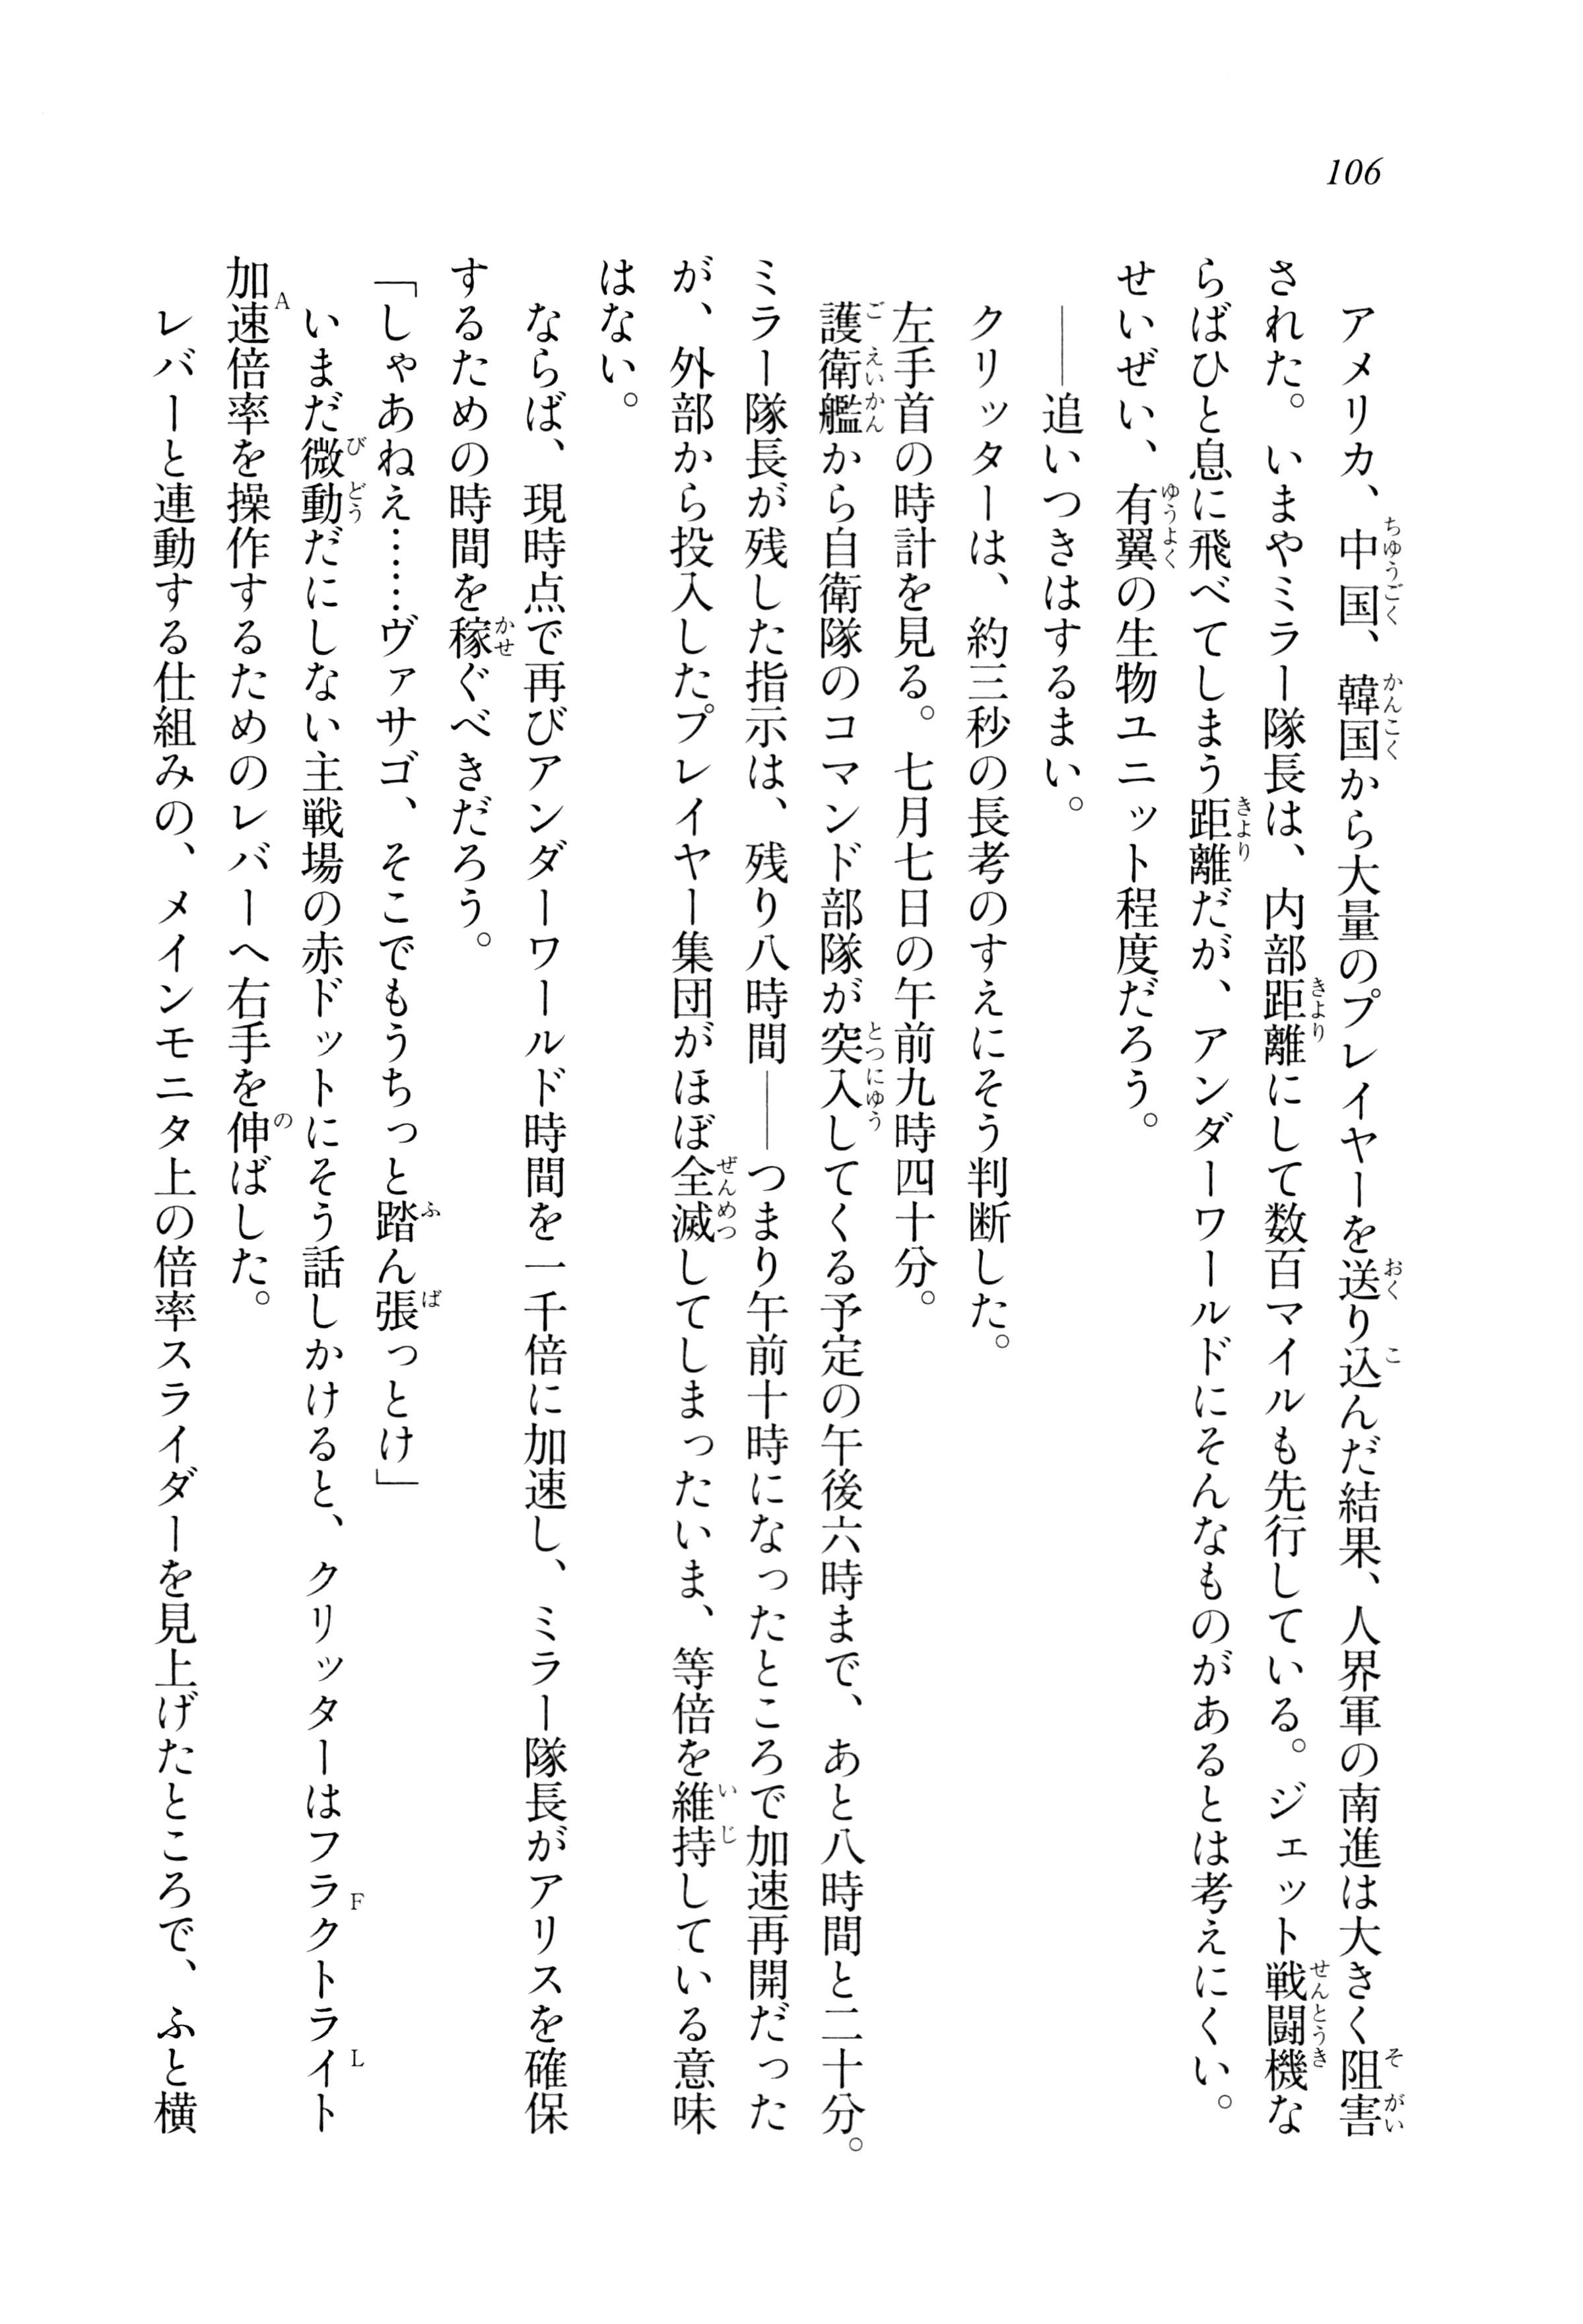 106
アメリカ、中国、韓国から大量のプレイヤーを送り込んだ結果、人界軍の南進は大きく阻害
された。いまやミラー隊長は、内部距離にして数百マイルも先行している。ジェット戦闘機な
らばひと息に飛べてしまう距離だが、アンダーワールドにそんなものがあるとは考えにくい。
せいぜい、有翼の生物ユニット程度だろう。
――追いつきはするまい。
クリッターは、約三秒の長考のすえにそう判断した。
左手首の時計を見る。七月七日の午前九時四十分。
護衛艦から自衛隊のコマンド部隊が突入してくる予定の午後六時まで、あと八時間と二十分。
ミラー隊長が残した指示は、残り八時間――つまり午前十時になったところで加速再開だった
が、外部から投入したプレイヤー集団がほぼ全滅してしまったいま、等倍を維持している意味
はない。
ならば、現時点で再びアンダーワールド時間を一千倍に加速し、ミラー隊長がアリスを確保
するための時間を稼ぐべきだろう。
「しゃあねえ……ヴァサゴ、そこでもうちっと踏ん張っとけ」
いまだ微動だにしない主戦場の赤ドットにそう話しかけると、クリッターはフラクトライト
加速倍率を操作するためのレバーへ右手を伸ばした。
レバーと連動する仕組みの、メインモニタ上の倍率スライダーを見上げたところで、ふと横